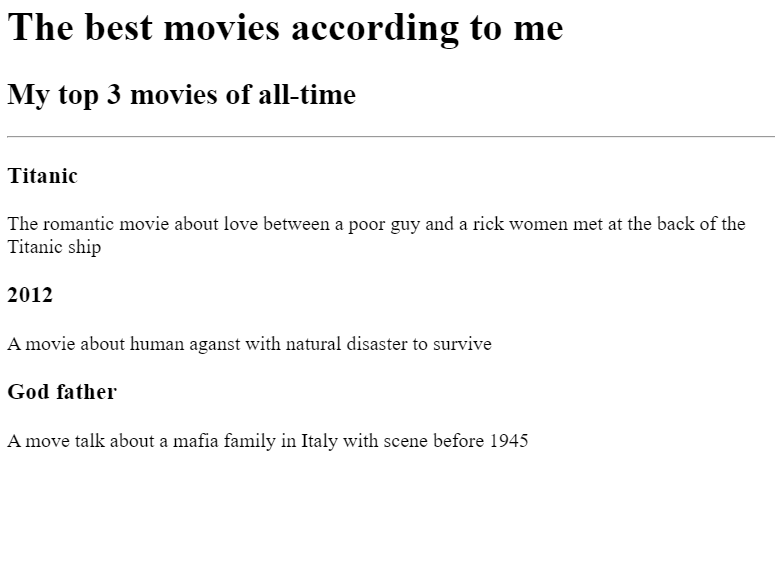 The best movies according to me
My top 3 movies of all-time
Titanic
The romantic movie about love between a poor guy and a rick women met at the back of the
Titanic ship
2012
A movie about human aganst with natural disaster to survive
God father
A move talk about a mafia family in Italy with scene before 1945